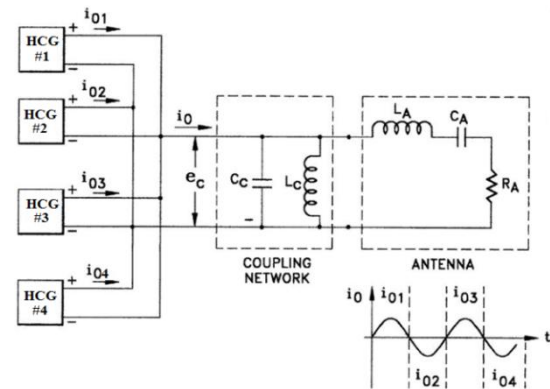 + i01
HCG
#1
−
+ i02
HCG
#2
−
+ i03
HCG
#3
−
+ i04
HCG
#4
−
i0
ec
−
CC
LC
COUPLING
NETWORK
LA
CA
RA
ANTENNA
i0
i01
i03
t
i02
i04